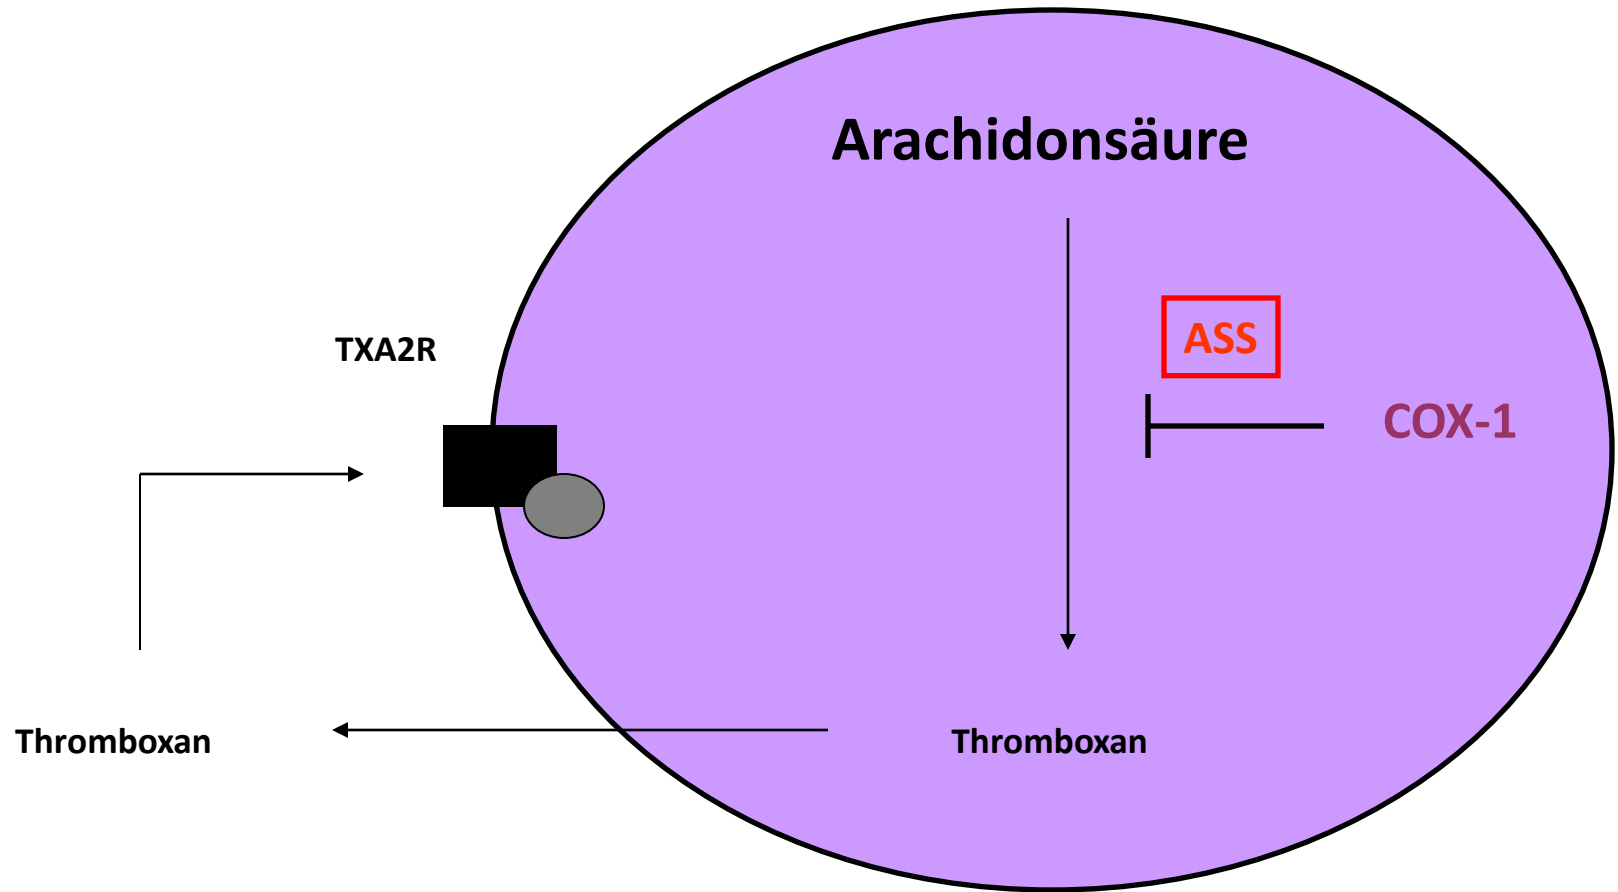 Arachidonsäure
ASS
TXA2R
COX-1
Thromboxan
Thromboxan